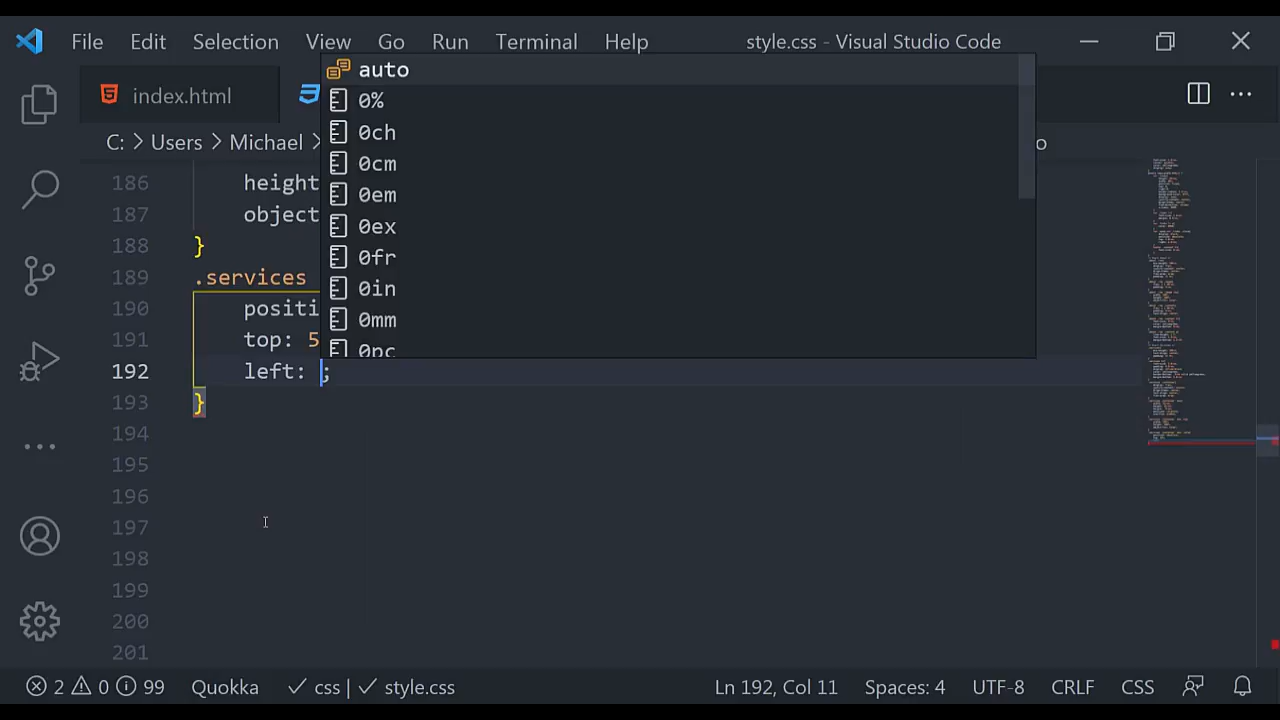 File Edit Selection View Go Run Terminal Help style.css - Visual Studio Code
index.html
C: > Users > Michael > o
auto
0%
0ch
0cm
0em
0ex
0fr
0in
0mm
0pc
186 height
187 object
188 }
189 .services
190 positi
191 top: 5
192 left: ;
193 }
194
195
196
197
198
199
200
201
2 0 99 Quokka css | style.css Ln 192, Col 11 Spaces: 4 UTF-8 CRLF CSS